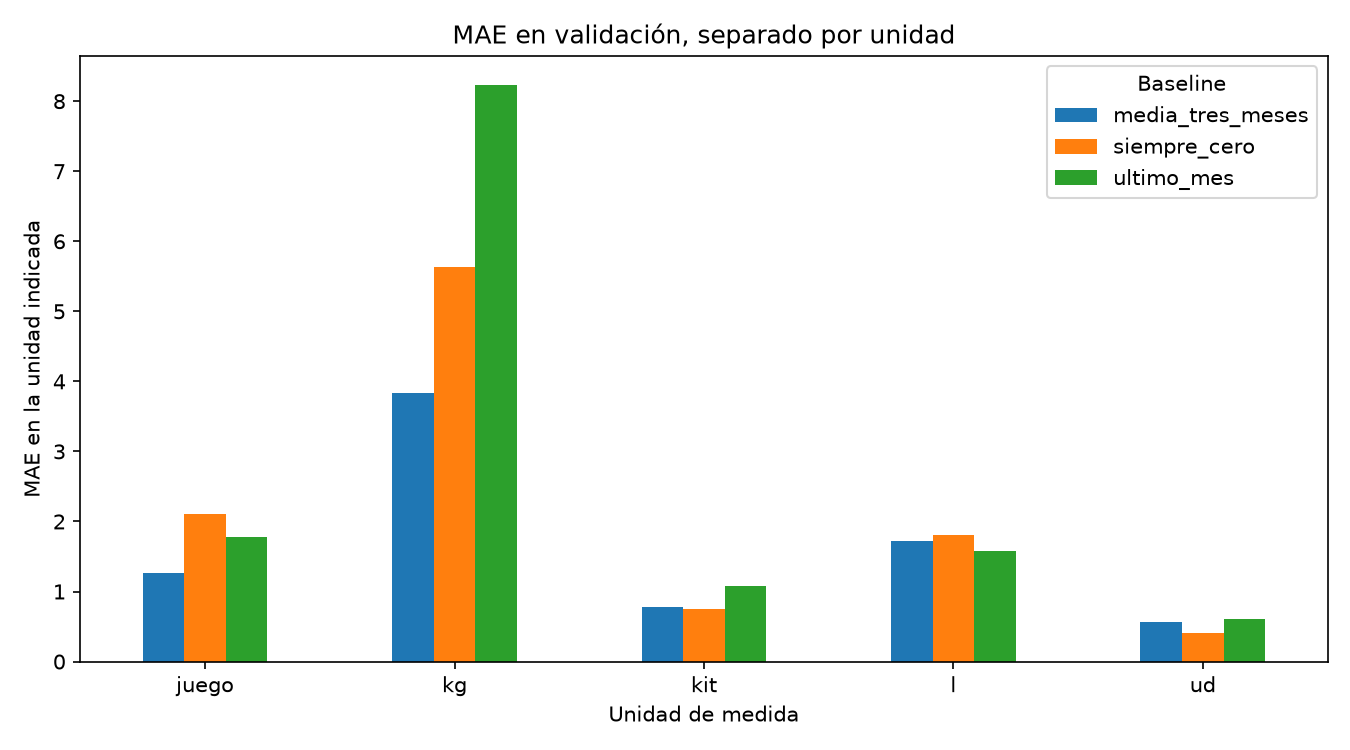 MAE en validación, separado por unidad
Baseline
media_tres_meses
siempre_cero
ultimo_mes
MAE en la unidad indicada
8
7
6
5
4
3
2
1
0
juego
kg
kit
l
ud
Unidad de medida